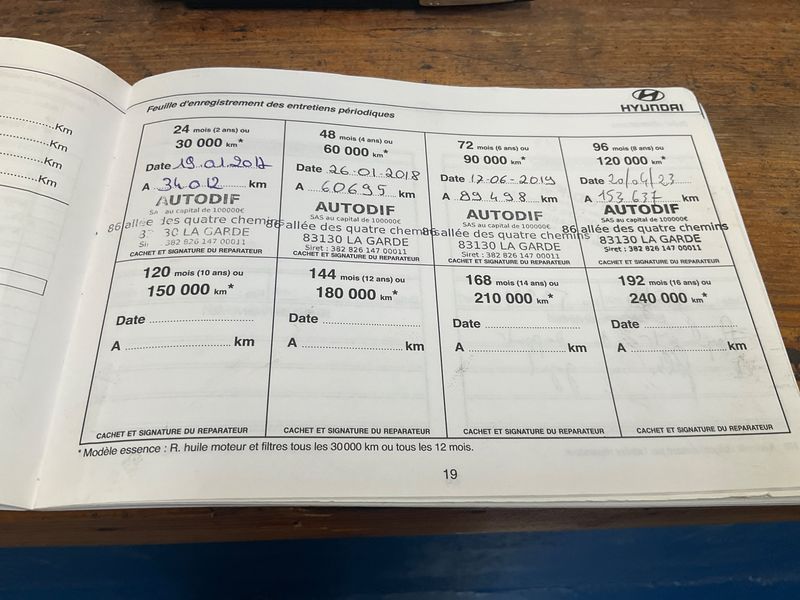 Km
Km
Km
Km
Feuille d'enregistrement des entretiens périodiques
HYUNDAI
24 mois (2 ans) ou
30 000 km*
Date 19.01.2017
A 34012 km
AUTODIF
SAS au capital de 100000€
86 allée des quatre chemins
83130 LA GARDE
Siret : 382 826 147 00011
CACHET ET SIGNATURE DU REPARATEUR
48 mois (4 ans) ou
60 000 km*
Date 26-01-2018
A 60695 km
AUTODIF
SAS au capital de 100000€
86 allée des quatre chemins
83130 LA GARDE
Siret : 382 826 147 00011
CACHET ET SIGNATURE DU REPARATEUR
72 mois (6 ans) ou
90 000 km*
Date 17-06-2019
A 89498 km
AUTODIF
SAS au capital de 100000€
86 allée des quatre chemins
83130 LA GARDE
Siret : 382 826 147 00011
CACHET ET SIGNATURE DU REPARATEUR
96 mois (8 ans) ou
120 000 km*
Date 20/04/23
A 153637 km
AUTODIF
SAS au capital de 100000€
86 allée des quatre chemins
83130 LA GARDE
Siret : 382 826 147 00011
CACHET ET SIGNATURE DU REPARATEUR
120 mois (10 ans) ou
150 000 km*
Date
A km
CACHET ET SIGNATURE DU REPARATEUR
144 mois (12 ans) ou
180 000 km*
Date
A km
CACHET ET SIGNATURE DU REPARATEUR
168 mois (14 ans) ou
210 000 km*
Date
A km
CACHET ET SIGNATURE DU REPARATEUR
192 mois (16 ans) ou
240 000 km*
Date
A km
CACHET ET SIGNATURE DU REPARATEUR
* Modèle essence : R. huile moteur et filtres tous les 30000 km ou tous les 12 mois.
19